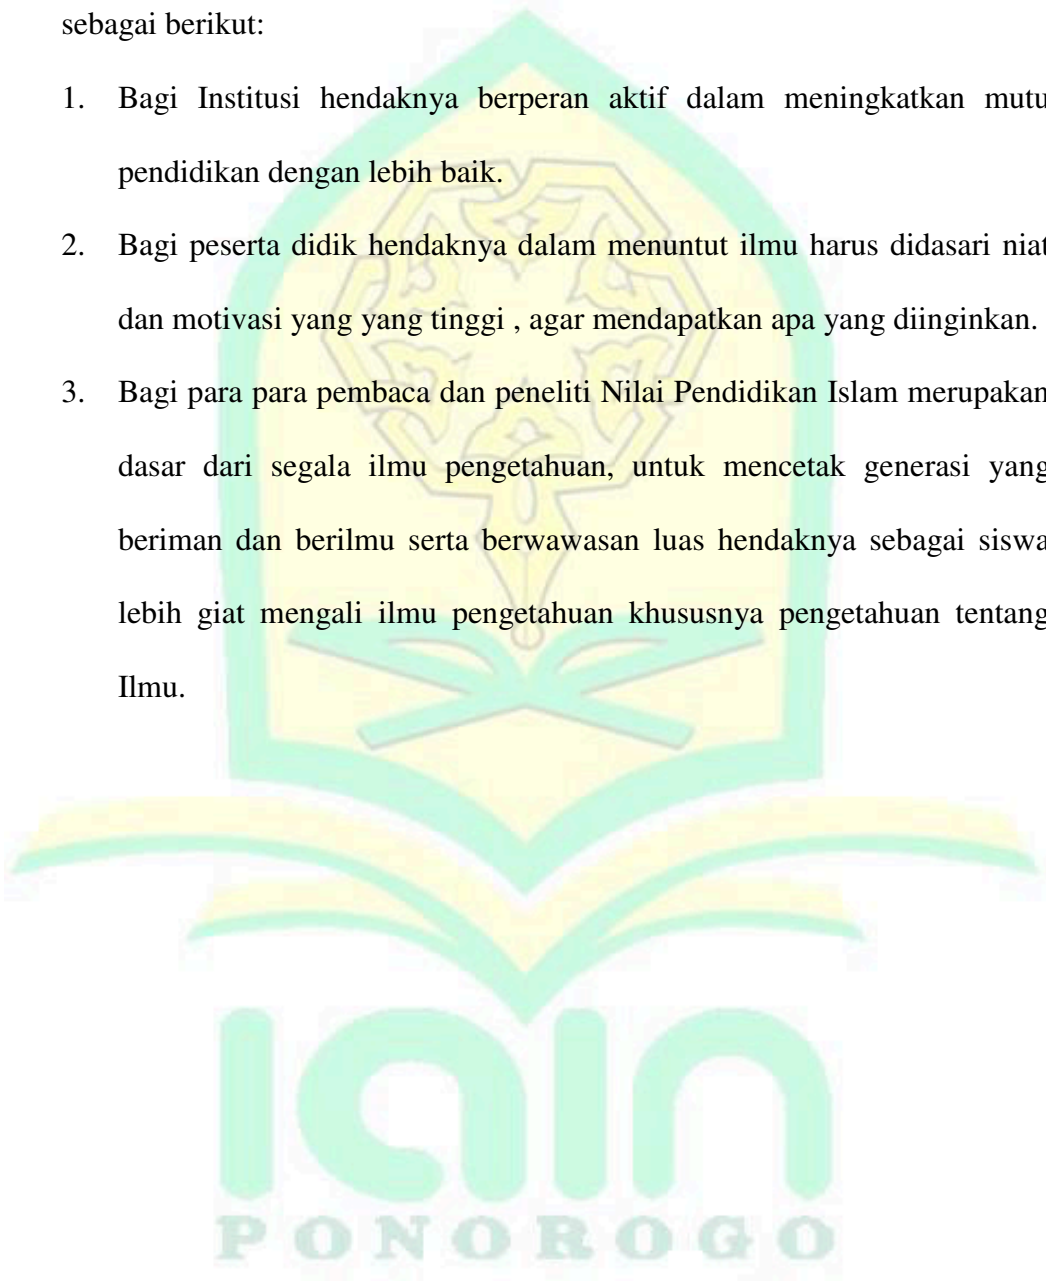 sebagai berikut:
1. Bagi Institusi hendaknya berperan aktif dalam meningkatkan mutu
pendidikan dengan lebih baik.
2. Bagi peserta didik hendaknya dalam menuntut ilmu harus didasari niat
dan motivasi yang yang tinggi , agar mendapatkan apa yang diinginkan.
3. Bagi para para pembaca dan peneliti Nilai Pendidikan Islam merupakan
dasar dari segala ilmu pengetahuan, untuk mencetak generasi yang
beriman dan berilmu serta berwawasan luas hendaknya sebagai siswa
lebih giat mengali ilmu pengetahuan khususnya pengetahuan tentang
Ilmu.
iain
PONOROGO